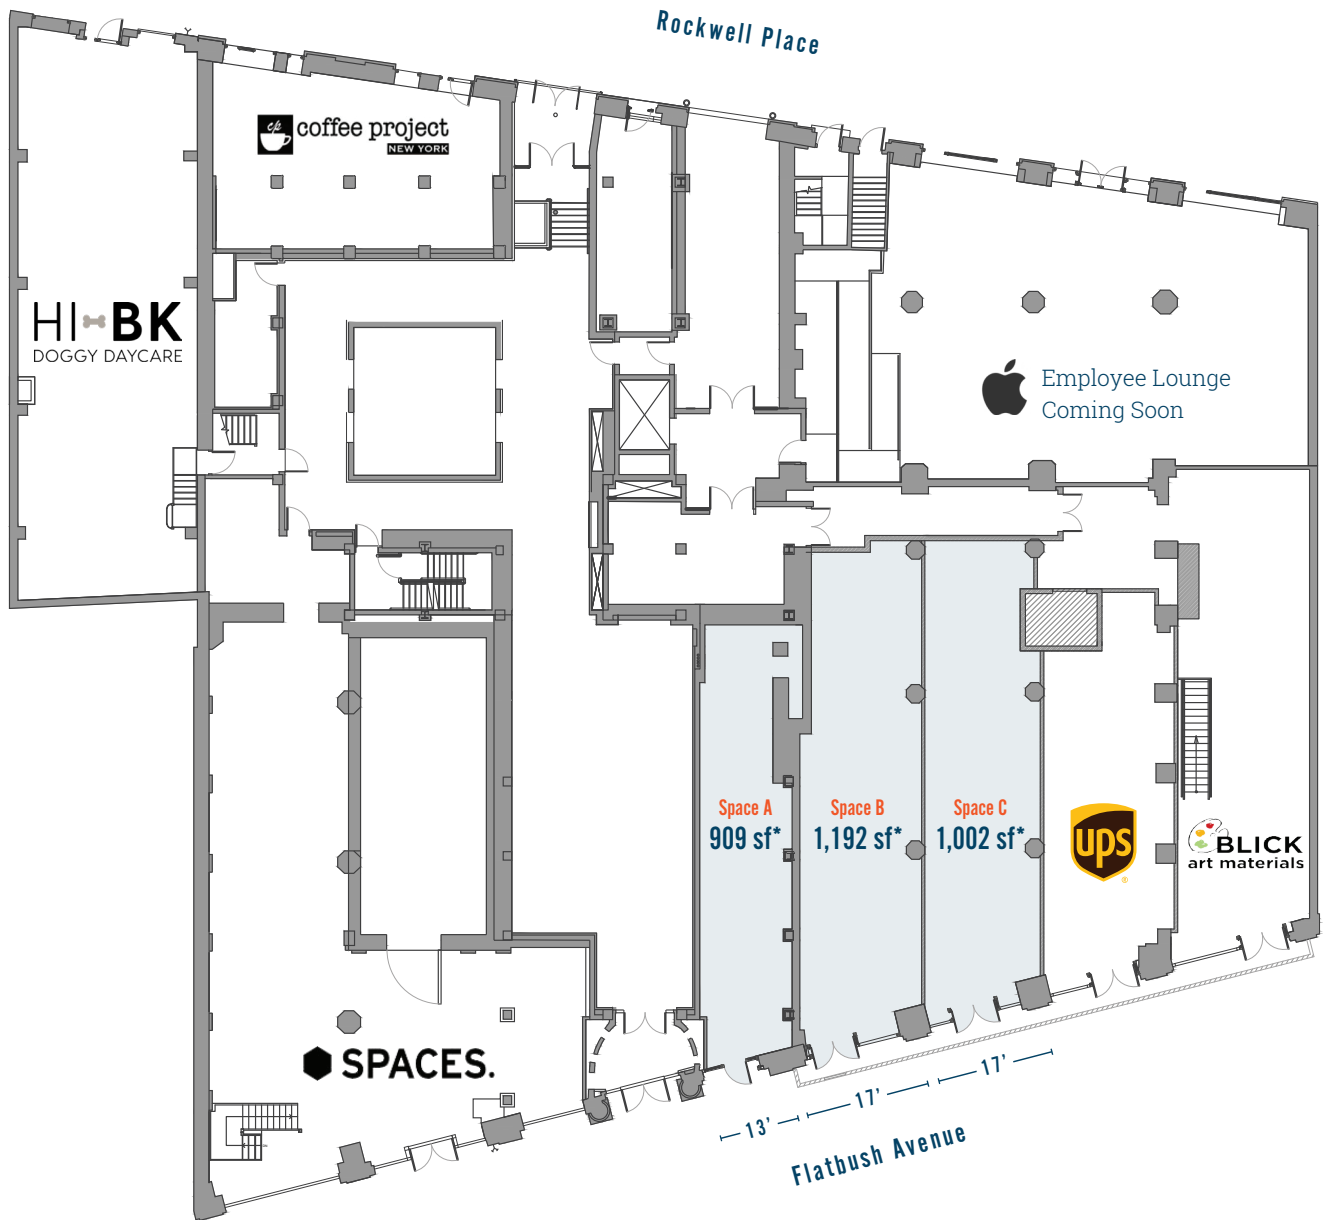 Rockwell Place
cp
coffee project
NEW YORK
HI BK
DOGGY DAYCARE
Employee Lounge
Coming Soon
Space A
909 sf*
Space B
1,192 sf*
Space C
1,002 sf*
ups
®
BLICK
art materials
SPACES.
13’
17’
17’
Flatbush Avenue